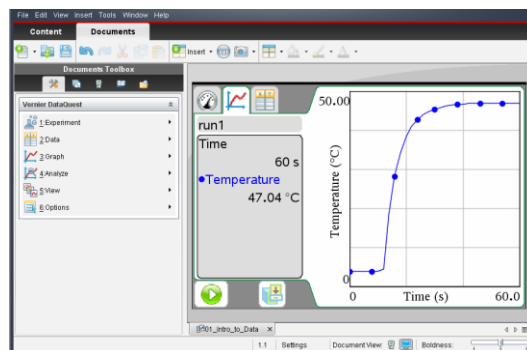 File Edit View Insert Tools Window Help
Content Documents
Insert
Documents Toolbox
Vernier DataQuest
1:Experiment
2:Data
3:Graph
4:Analyze
5:View
6:Options
run1
Time
60 s
Temperature
47.04 °C
50.00
Temperature (°C)
0
0 Time (s) 60.0
01_Intro_to_Data
1.1 Settings Document View: Boldness: